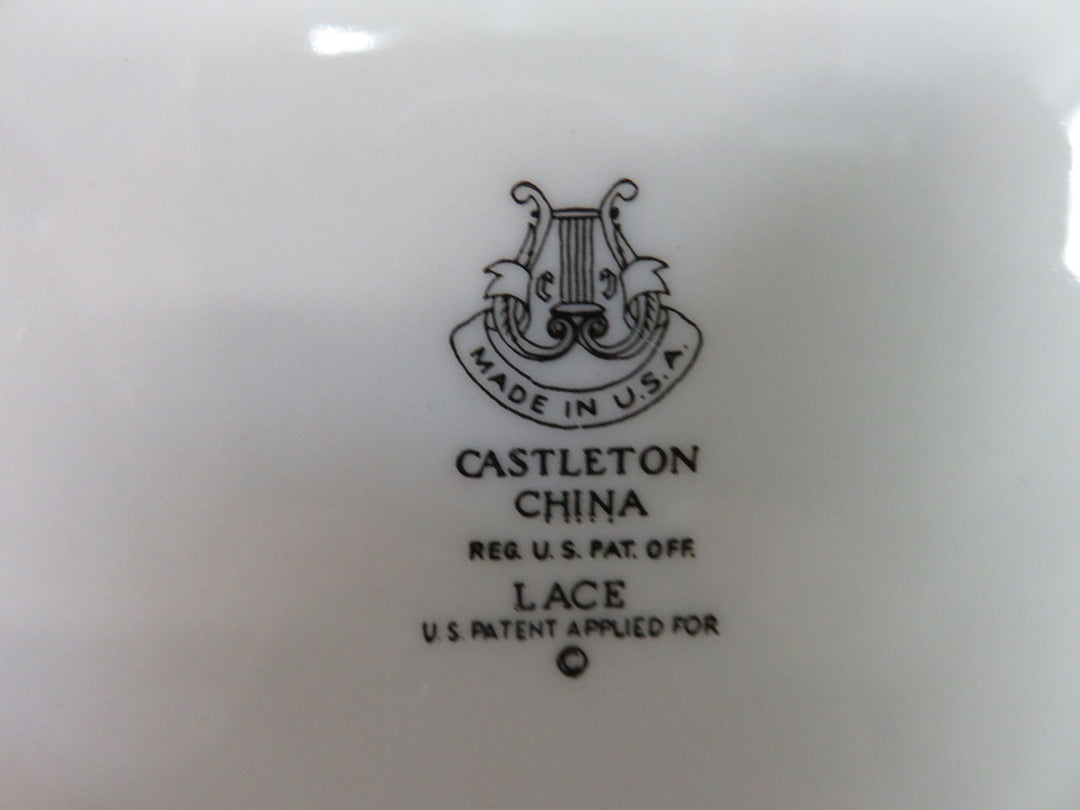 MADE IN U.S.A.
CASTLETON
CHINA
REG. U. S. PAT. OFF.
LACE
U. S. PATENT APPLIED FOR
©